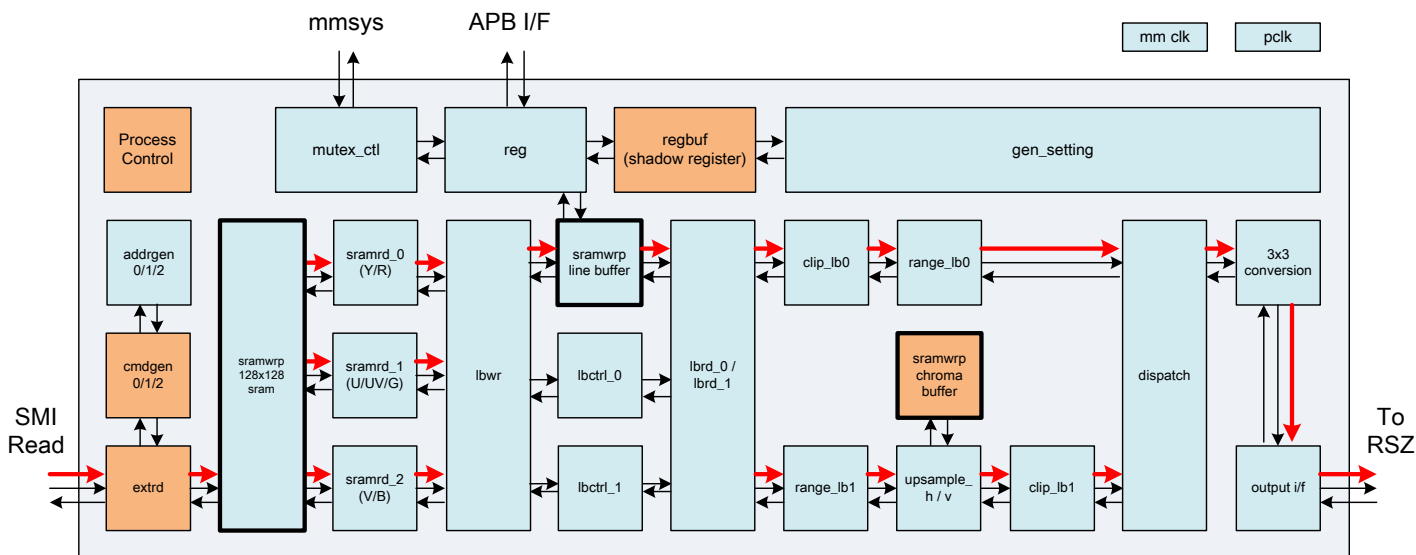 mmsys
APB I/F
mm clk
pclk
Process
Control
mutex_ctl
reg
regbuf
(shadow register)
gen_setting
addrgen
0/1/2
cmdgen
0/1/2
SMI
Read
extrd
sramwrp
128x128
sram
sramrd_0
(Y/R)
sramrd_1
(U/UV/G)
sramrd_2
(V/B)
lbwr
sramwrp
line buffer
lbctrl_0
lbctrl_1
lbrd_0 /
lbrd_1
clip_lb0
range_lb0
sramwrp
chroma
buffer
range_lb1
upsample_
h / v
clip_lb1
dispatch
3x3
conversion
output i/f
To
RSZ